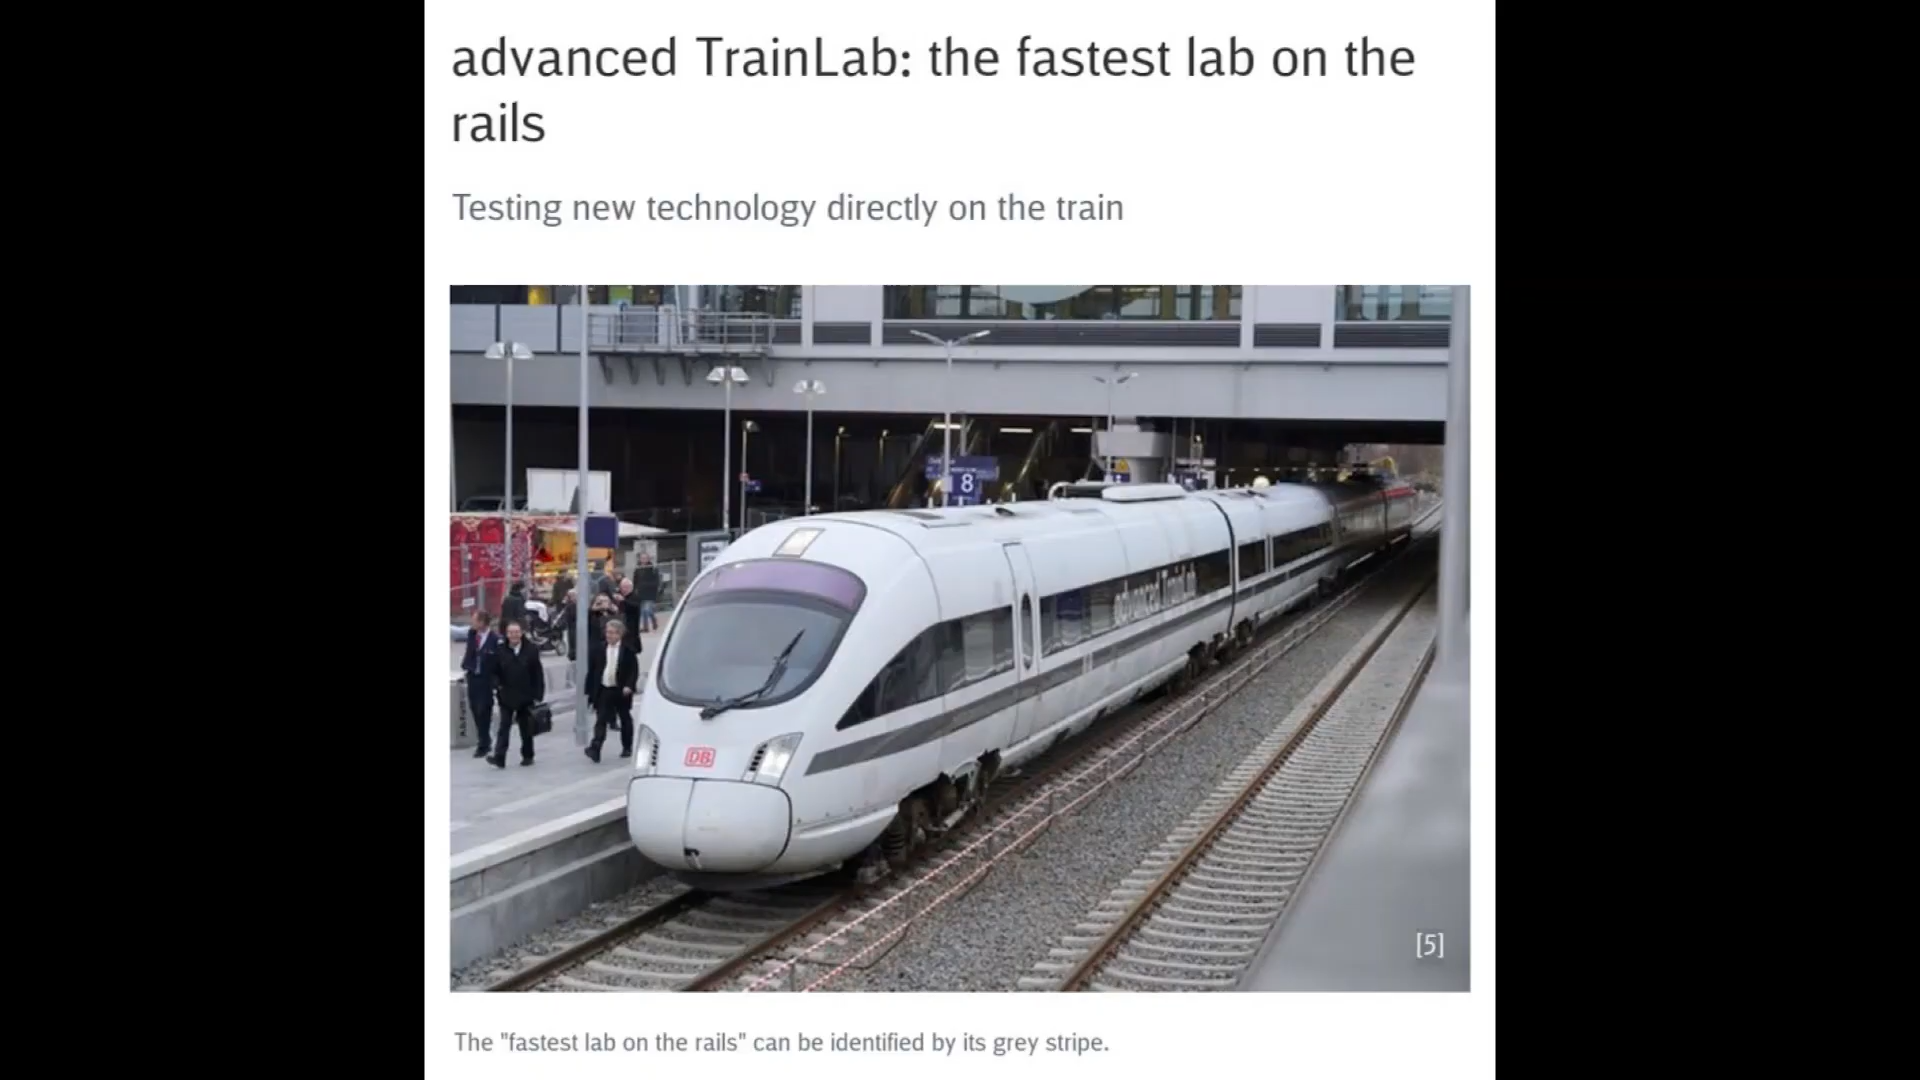 advanced TrainLab: the fastest lab on the
rails
Testing new technology directly on the train
8
advanced TrainLab
DB
[5]
The "fastest lab on the rails" can be identified by its grey stripe.